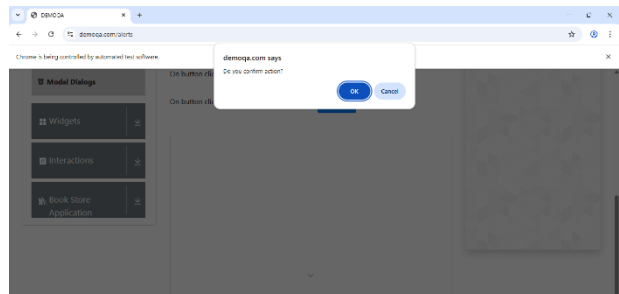 DEMOQA
demoqa.com/alerts
Chrome is being controlled by automated test software.
demoqa.com says
Do you confirm action?
OK
Cancel
Modal Dialogs
On button cli
On button cli
Widgets
Interactions
Book Store
Application